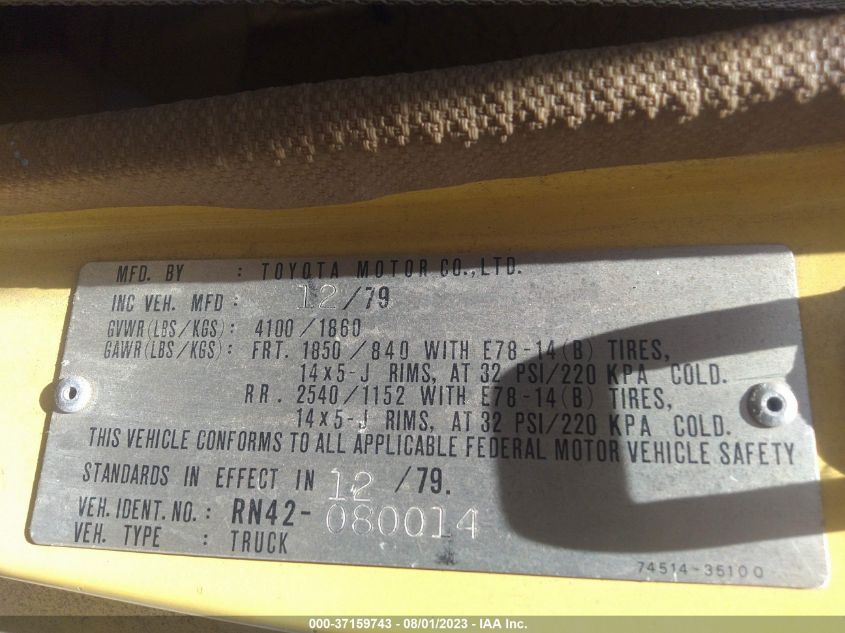 MFD. BY : TOYOTA MOTOR CO.,LTD.
INC VEH. MFD : 12/79
GVWR(LBS/KGS): 4100/1860
GAWR(LBS/KGS): FRT. 1850/840 WITH E78-14(B) TIRES,
14x5-J RIMS, AT 32 PSI/220 KPA COLD.
RR. 2540/1152 WITH E78-14(B) TIRES,
14x5-J RIMS, AT 32 PSI/220 KPA COLD.
THIS VEHICLE CONFORMS TO ALL APPLICABLE FEDERAL MOTOR VEHICLE SAFETY
STANDARDS IN EFFECT IN 12/79.
VEH. IDENT. NO. : RN42-080014
VEH. TYPE : TRUCK
74514-35100
000-37159743 | 08/01/2023 - IAA Inc.